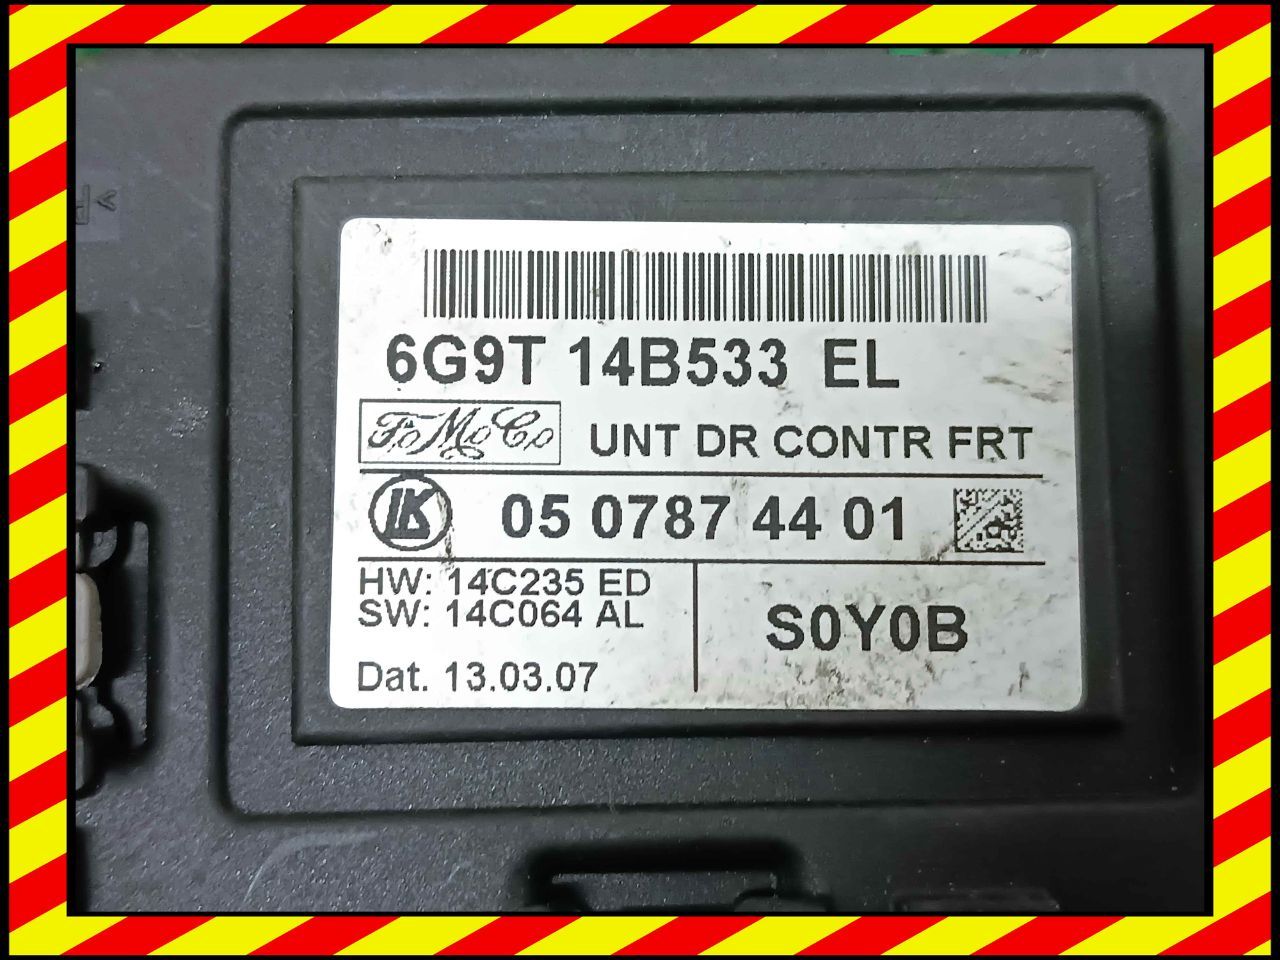 6G9T 14B533 EL
FoMoCo UNT DR CONTR FRT
LK 05 0787 44 01
HW: 14C235 ED
SW: 14C064 AL
S0Y0B
Dat. 13.03.07